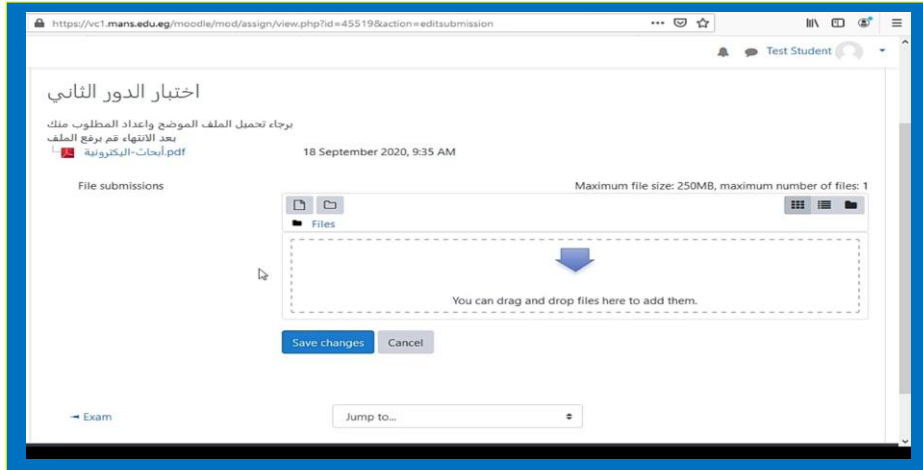 https://vc1.mans.edu.eg/moodle/mod/assign/view.php?id=45519&action=editsubmission
Test Student
اختبار الدور الثاني
برجاء تحميل الملف الموضح واعداد المطلوب منك
بعد الانتهاء قم برفع الملف
أبحاث-اليكترونية.pdf 18 September 2020, 9:35 AM
File submissions Maximum file size: 250MB, maximum number of files: 1
Files
You can drag and drop files here to add them.
Save changes Cancel
Exam Jump to...